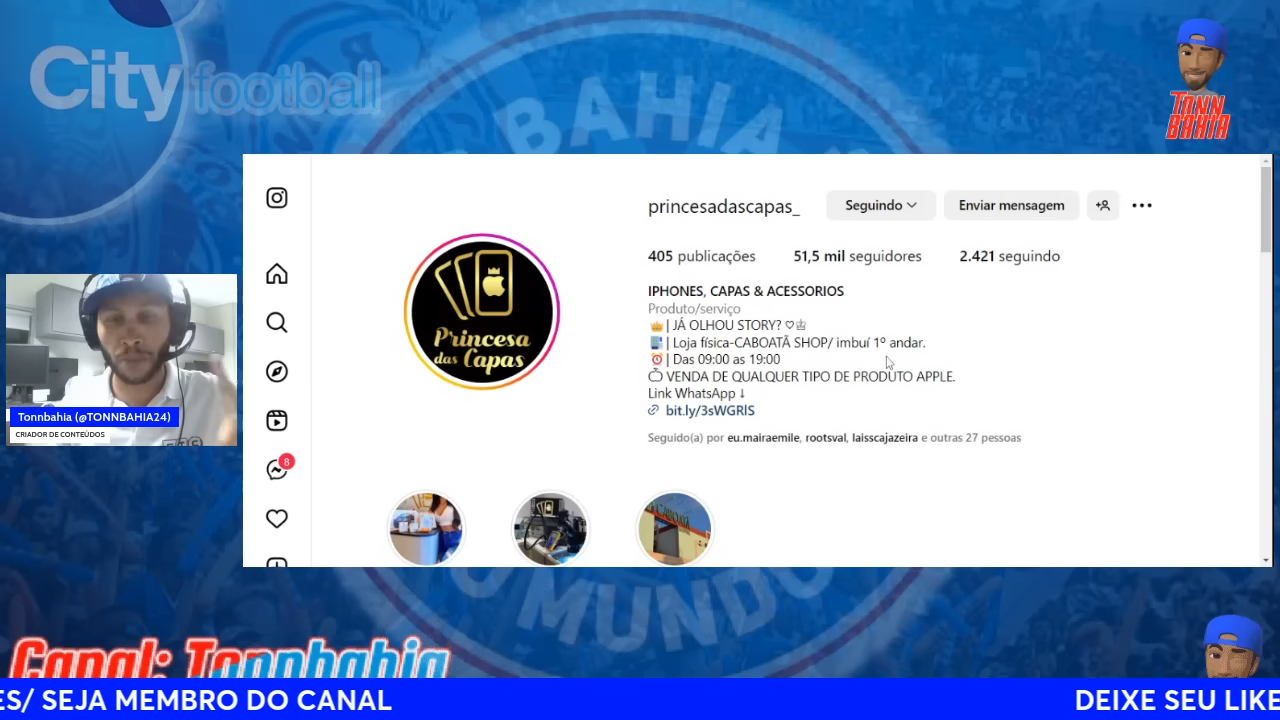 City football
BAHIA
TONN
BAHIA
princesadascapas_
Seguindo
Enviar mensagem
405 publicações
51,5 mil seguidores
2.421 seguindo
IPHONES, CAPAS & ACESSORIOS
Produto/serviço
👑| JÁ OLHOU STORY? ♡♔
| Loja física-CABOATÃ SHOP/ imbuí 1º andar.
⏰| Das 09:00 as 19:00
VENDA DE QUALQUER TIPO DE PRODUTO APPLE.
Link WhatsApp ↓
bit.ly/3sWGRlS
Seguido(a) por eu.mairaemile, rootsval, laisscajazeira e outras 27 pessoas
Princesa
das Capas
8
Tonnbahia (@TONNBAHIA24)
CRIADOR DE CONTEÚDOS
MUNDO
Canal: Tonnbahia
ES/ SEJA MEMBRO DO CANAL
DEIXE SEU LIKE